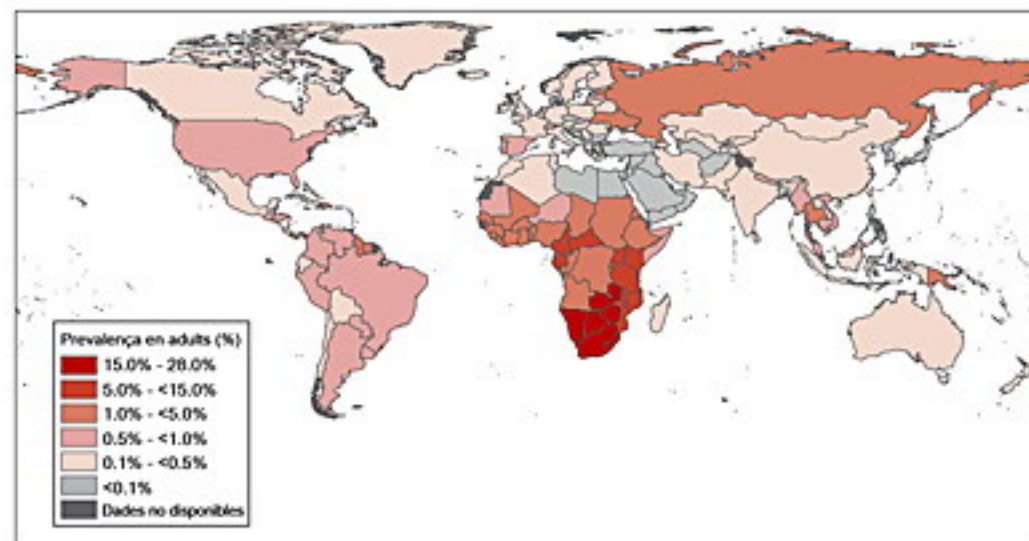 Prevalença en adults (%)
15.0% - 28.0%
5.0% - <15.0%
1.0% - <5.0%
0.5% - <1.0%
0.1% - <0.5%
<0.1%
Dades no disponibles